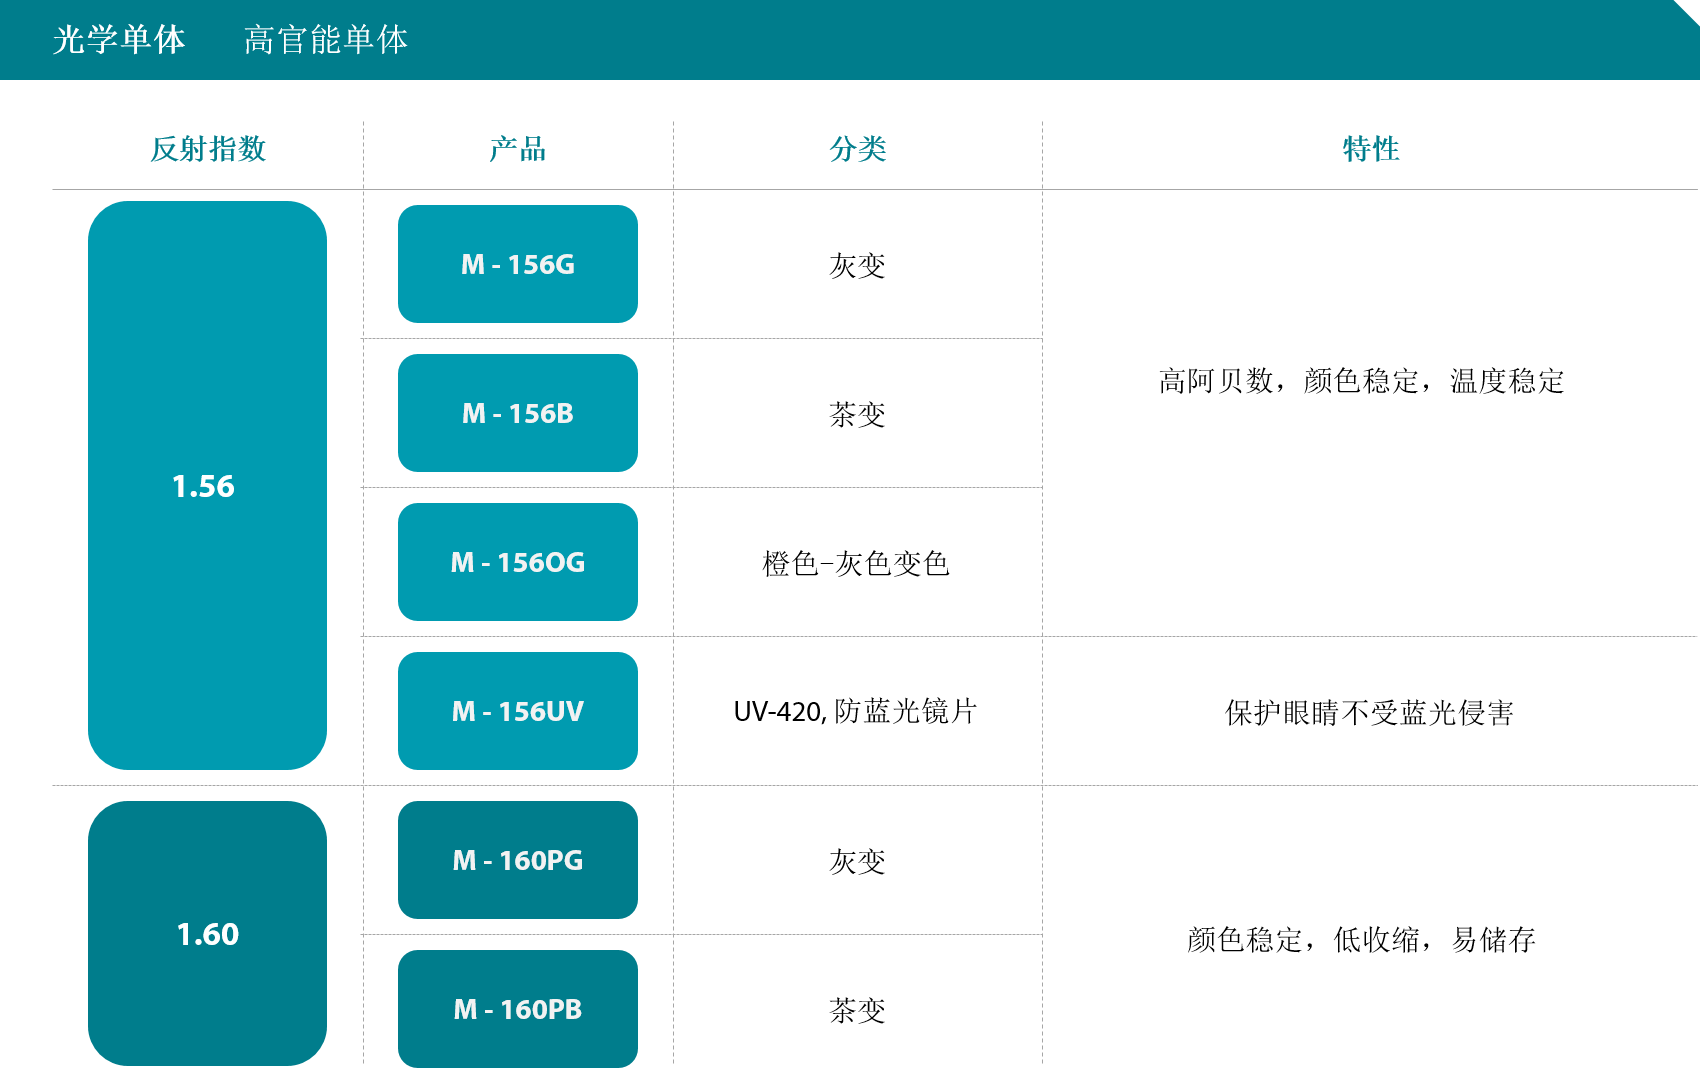 光学单体 高官能单体
反射指数 产品 分类 特性
1.56
M - 156G 灰变
高阿贝数，颜色稳定，温度稳定
M - 156B 茶变
M - 156OG 橙色-灰色变色
M - 156UV UV-420, 防蓝光镜片 保护眼睛不受蓝光侵害
1.60
M - 160PG 灰变
颜色稳定，低收缩，易储存
M - 160PB 茶变